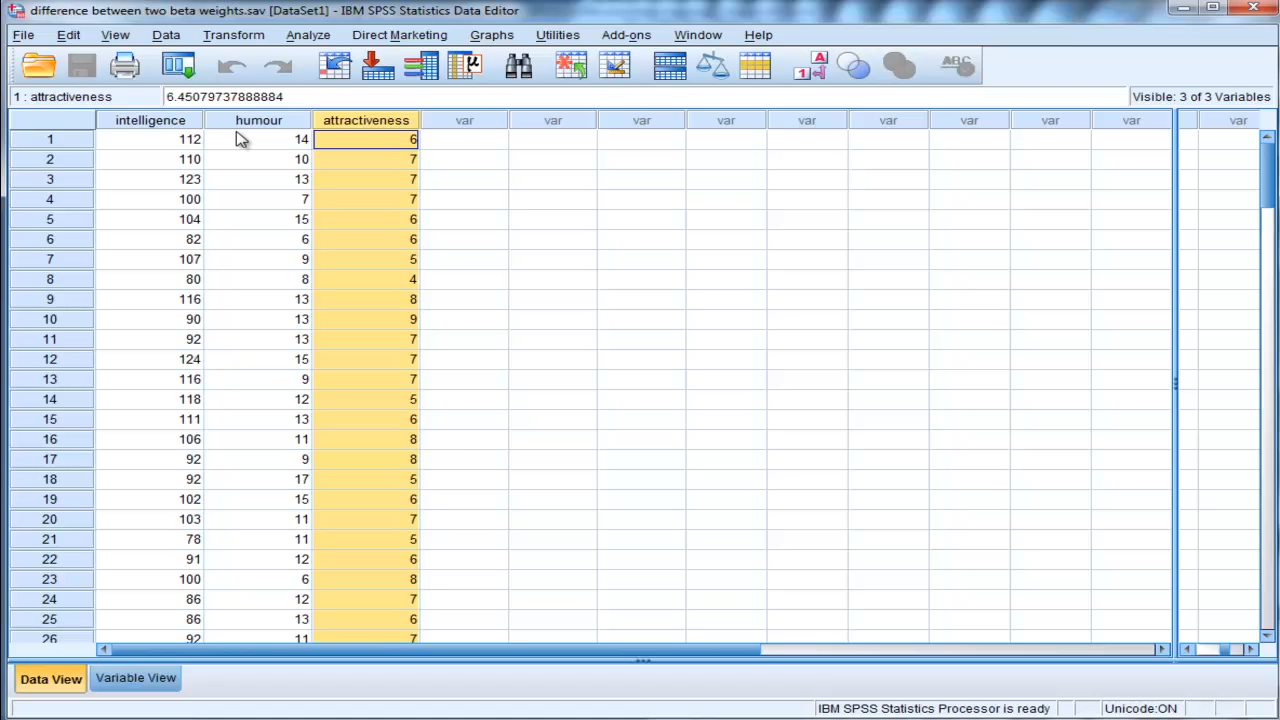 difference between two beta weights.sav [DataSet1] - IBM SPSS Statistics Data Editor
File Edit View Data Transform Analyze Direct Marketing Graphs Utilities Add-ons Window Help
μ A 1 ABC
1 : attractiveness 6.45079737888884 Visible: 3 of 3 Variables
intelligence humour attractiveness var var var var var var var var var var
1 112 14 6
2 110 10 7
3 123 13 7
4 100 7 7
5 104 15 6
6 82 6 6
7 107 9 5
8 80 8 4
9 116 13 8
10 90 13 9
11 92 13 7
12 124 15 7
13 116 9 7
14 118 12 5
15 111 13 6
16 106 11 8
17 92 9 8
18 92 17 5
19 102 15 6
20 103 11 7
21 78 11 5
22 91 12 6
23 100 6 8
24 86 12 7
25 86 13 6
26 92 11 7
Data View Variable View
IBM SPSS Statistics Processor is ready Unicode:ON